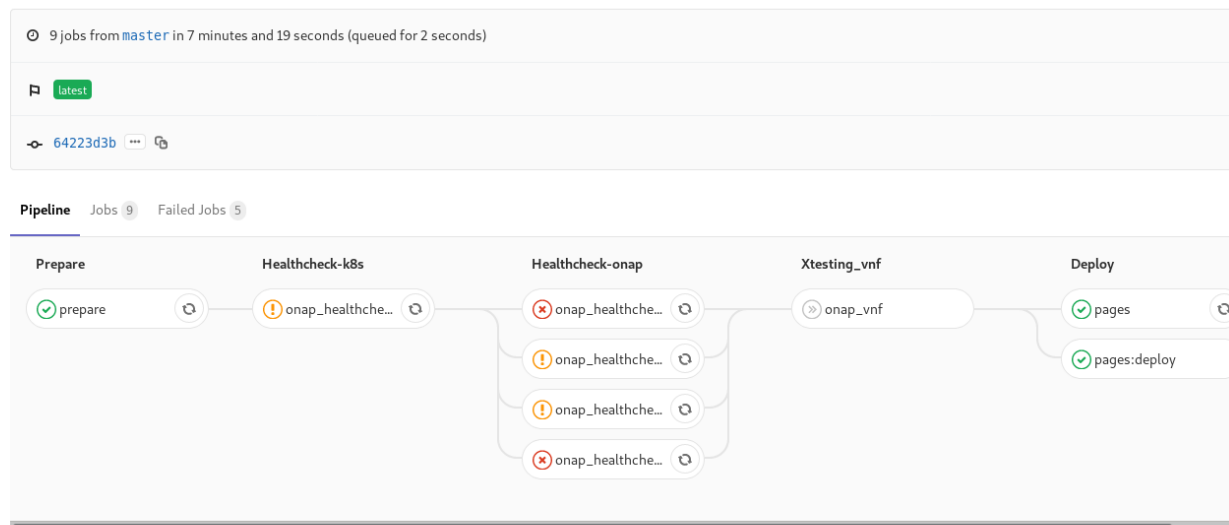 9 jobs from master in 7 minutes and 19 seconds (queued for 2 seconds)
latest
64223d3b ...
Pipeline Jobs 9 Failed Jobs 5
Prepare Healthcheck-k8s Healthcheck-onap Xtesting_vnf Deploy
prepare onap_healthche... onap_healthche... onap_vnf pages
onap_healthche... pages:deploy
onap_healthche...
onap_healthche...